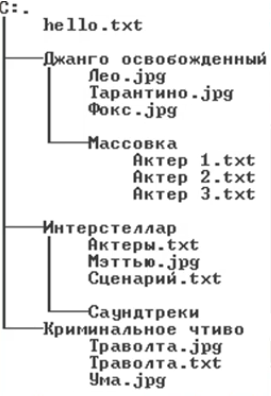 C:.
hello.txt
Джанго освобожденный
Лео.jpg
Тарантино.jpg
Фокс.jpg
Массовка
Актер 1.txt
Актер 2.txt
Актер 3.txt
Интерстеллар
Актеры.txt
Мэттью.jpg
Сценарий.txt
Саундтреки
Криминальное чтиво
Траволта.jpg
Траволта.txt
Ума.jpg